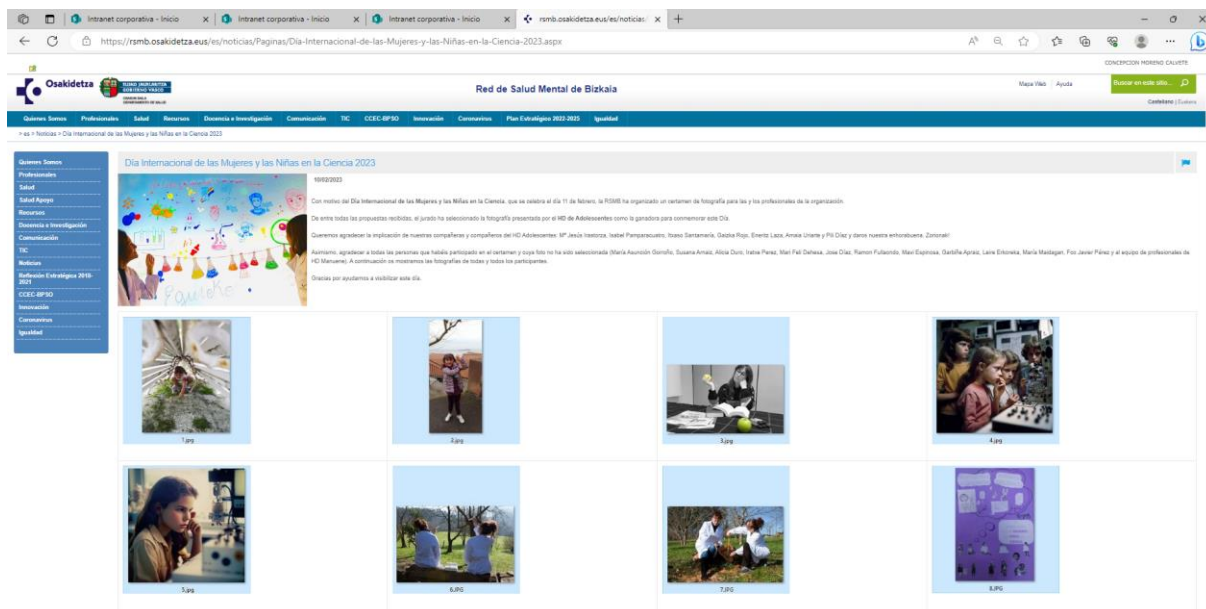 Intranet corporativa - Inicio
Intranet corporativa - Inicio
Intranet corporativa - Inicio
rsmb.osakidetza.eus/es/noticias/
https://rsmb.osakidetza.eus/es/noticias/Paginas/Día-Internacional-de-las-Mujeres-y-las-Niñas-en-la-Ciencia-2023.aspx
CONCEPCION MORENO CALVETE
Osakidetza
EUSKO JAURLARITZA
GOBIERNO VASCO
Red de Salud Mental de Bizkaia
Mapa Web Ayuda
Buscar en este sitio...
Castellano | Euskera
Quienes Somos Profesionales Salud Recursos Docencia e Investigación Comunicación TIC CCEC-BPSO Innovación Coronavirus Plan Estratégico 2022-2025 Igualdad
> es > Noticias > Día Internacional de las Mujeres y las Niñas en la Ciencia 2023
Quienes Somos
Profesionales
Salud
Salud Apoyo
Recursos
Docencia e Investigación
Comunicación
TIC
Noticias
Reflexión Estratégica 2018-2021
CCEC-BPSO
Innovación
Coronavirus
Igualdad
Día Internacional de las Mujeres y las Niñas en la Ciencia 2023
10/02/2023
Con motivo del Día Internacional de las Mujeres y las Niñas en la Ciencia, que se celebra el día 11 de febrero, la RSMB ha organizado un certamen de fotografía para las y los profesionales de la organización.
De entre todas las propuestas recibidas, el jurado ha seleccionado la fotografía presentada por el HD de Adolescentes como la ganadora para conmemorar este Día.
Queremos agradecer la implicación de nuestras compañeras y compañeros del HD Adolescentes: Mª Jesús Irastorza, Isabel Pamparacuatro, Itxaso Santamaría, Gaizka Rojo, Eneritz Laza, Amaia Uriarte y Pili Díaz y daros nuestra enhorabuena. Zorionak!
Asimismo, agradecer a todas las personas que habéis participado en el certamen y cuya foto no ha sido seleccionada (María Asunción Gorroño, Susana Arnaiz, Alicia Duro, Iratxe Perez, Mari Feli Dehesa, Jose Díaz, Ramon Fullaondo, Maxi Espinosa, Garbiñe Apraiz, Leire Erkoreka, María Maidagan, Fco Javier Pérez y el equipo de profesionales de
HD Manuene). A continuación os mostramos las fotografías de todas y todos los participantes.
Gracias por ayudarnos a visibilizar este día.
1.jpg
2.jpg
3.jpg
4.jpg
5.jpg
6.JPG
7.JPG
8.JPG